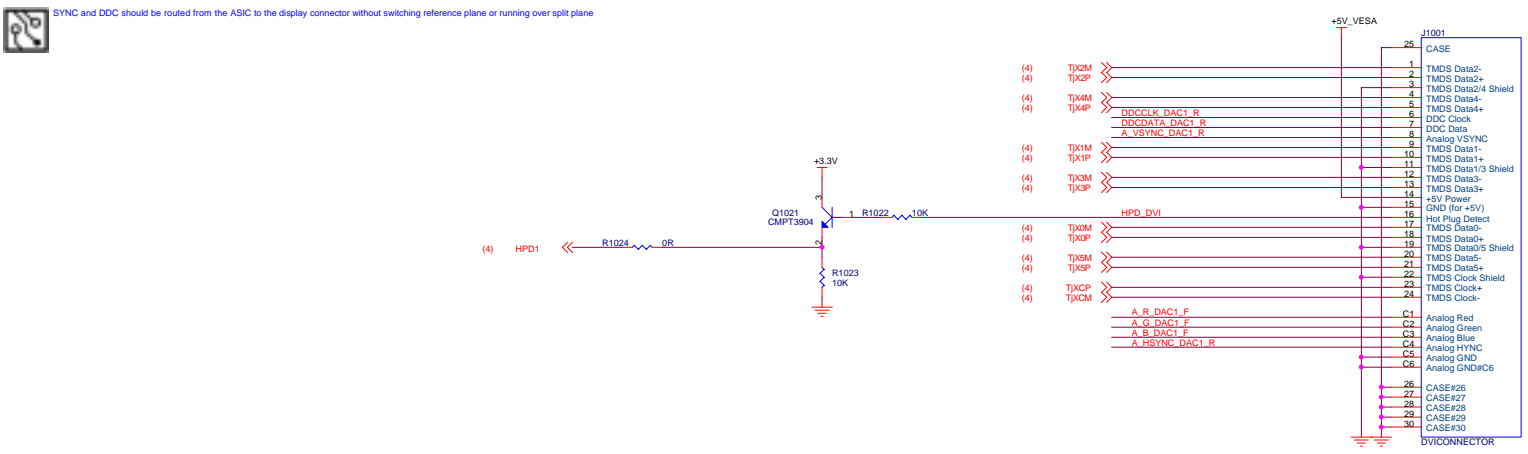 SYNC and DDC should be routed from the ASIC to the display connector without switching reference plane or running over split plane
+5V_VESA
J1001
25 CASE
(4) TjX2M 1 TMDS Data2-
(4) TjX2P 2 TMDS Data2+
3 TMDS Data2/4 Shield
(4) TjX4M 4 TMDS Data4-
(4) TjX4P 5 TMDS Data4+
DDCCLK_DAC1_R 6 DDC Clock
DDCDATA_DAC1_R 7 DDC Data
A_VSYNC_DAC1_R 8 Analog VSYNC
(4) TjX1M 9 TMDS Data1-
(4) TjX1P 10 TMDS Data1+
11 TMDS Data1/3 Shield
(4) TjX3M 12 TMDS Data3-
(4) TjX3P 13 TMDS Data3+
14 +5V Power
15 GND (for +5V)
HPD_DVI 16 Hot Plug Detect
(4) TjX0M 17 TMDS Data0-
(4) TjX0P 18 TMDS Data0+
19 TMDS Data0/5 Shield
(4) TjX5M 20 TMDS Data5-
(4) TjX5P 21 TMDS Data5+
22 TMDS Clock Shield
(4) TjXCP 23 TMDS Clock+
(4) TjXCM 24 TMDS Clock-
A_R_DAC1_F C1 Analog Red
A_G_DAC1_F C2 Analog Green
A_B_DAC1_F C3 Analog Blue
A_HSYNC_DAC1_R C4 Analog HYNC
C5 Analog GND
C6 Analog GND#C6
26 CASE#26
27 CASE#27
28 CASE#28
29 CASE#29
30 CASE#30
DVICONNECTOR
+3.3V
3
Q1021
CMPT3904
1 R1022 10K
2
(4) HPD1 R1024 0R
R1023
10K